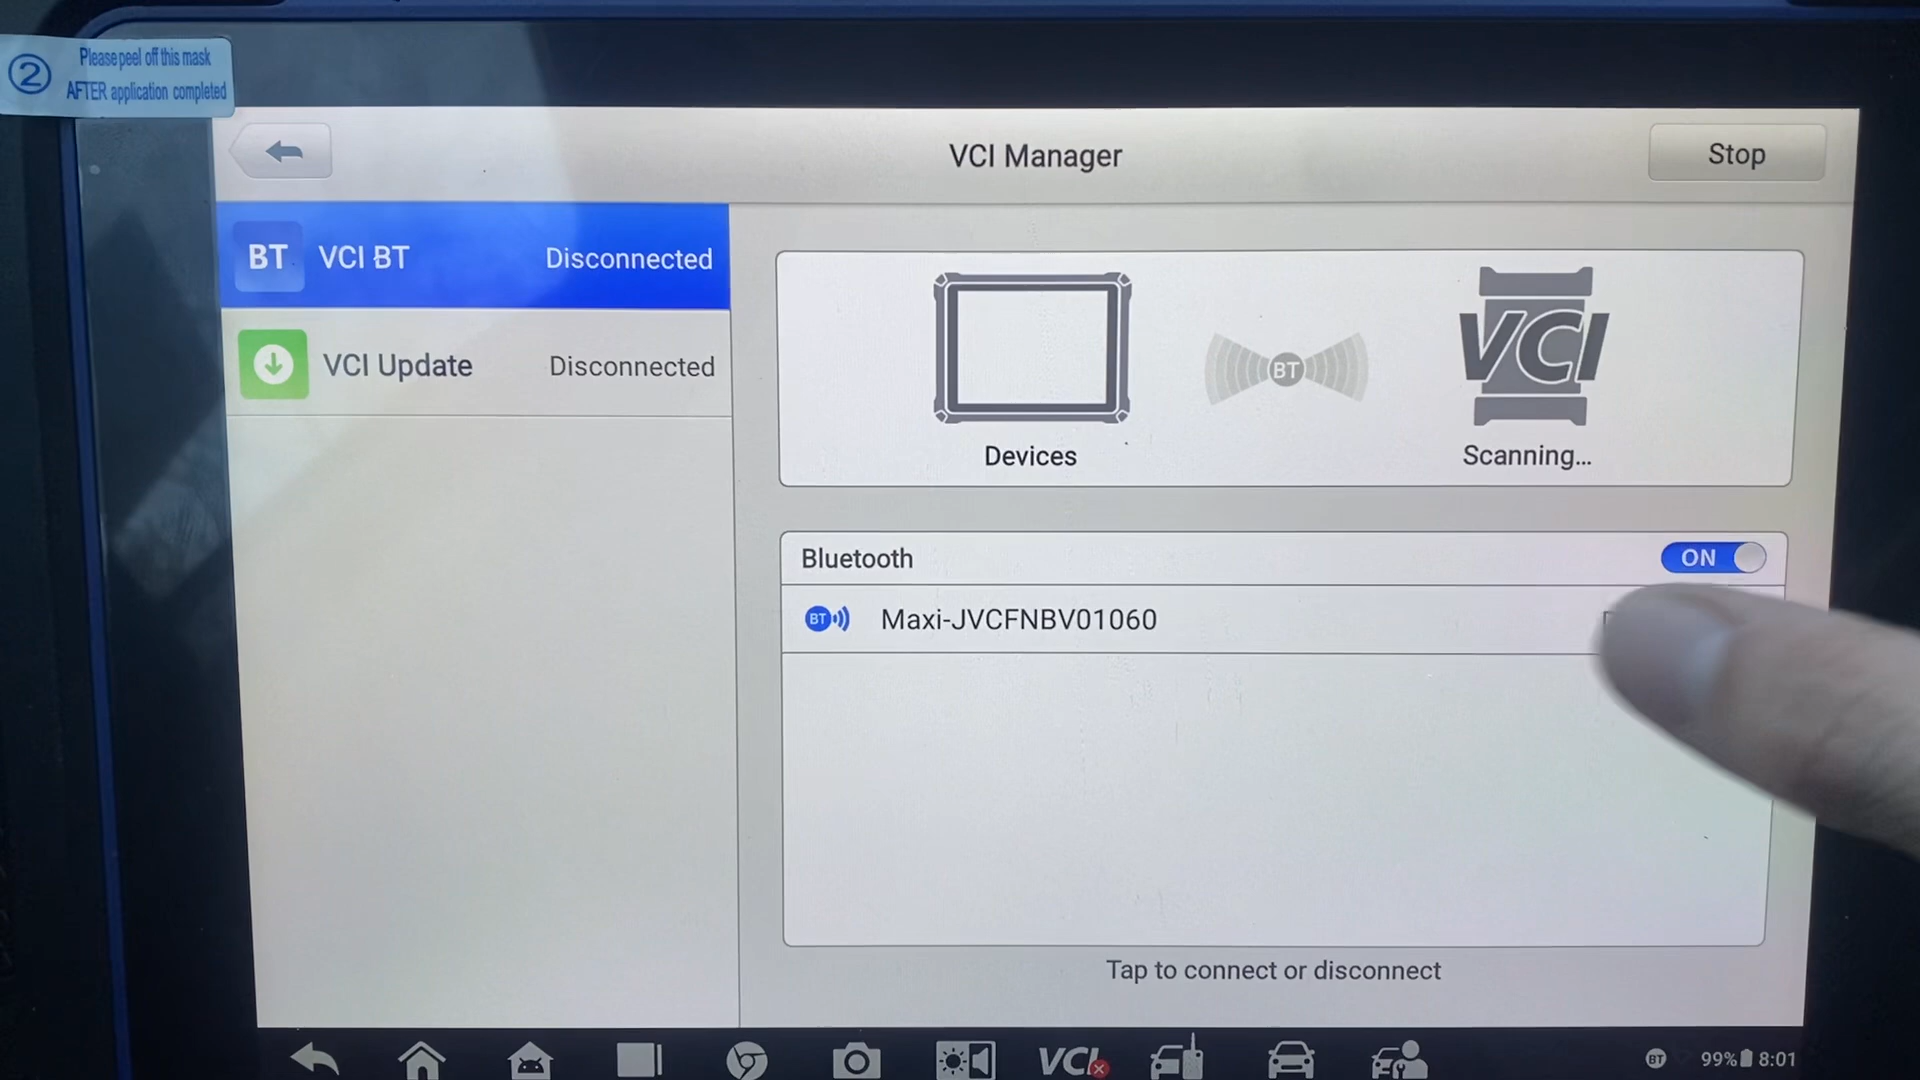 ② Please peel off this mask
AFTER application completed
VCI Manager
Stop
BT VCI BT Disconnected
VCI Update Disconnected
BT
VCI
Devices
Scanning...
Bluetooth
ON
BT Maxi-JVCFNBV01060
Tap to connect or disconnect
VCI
BT 99% 8:01